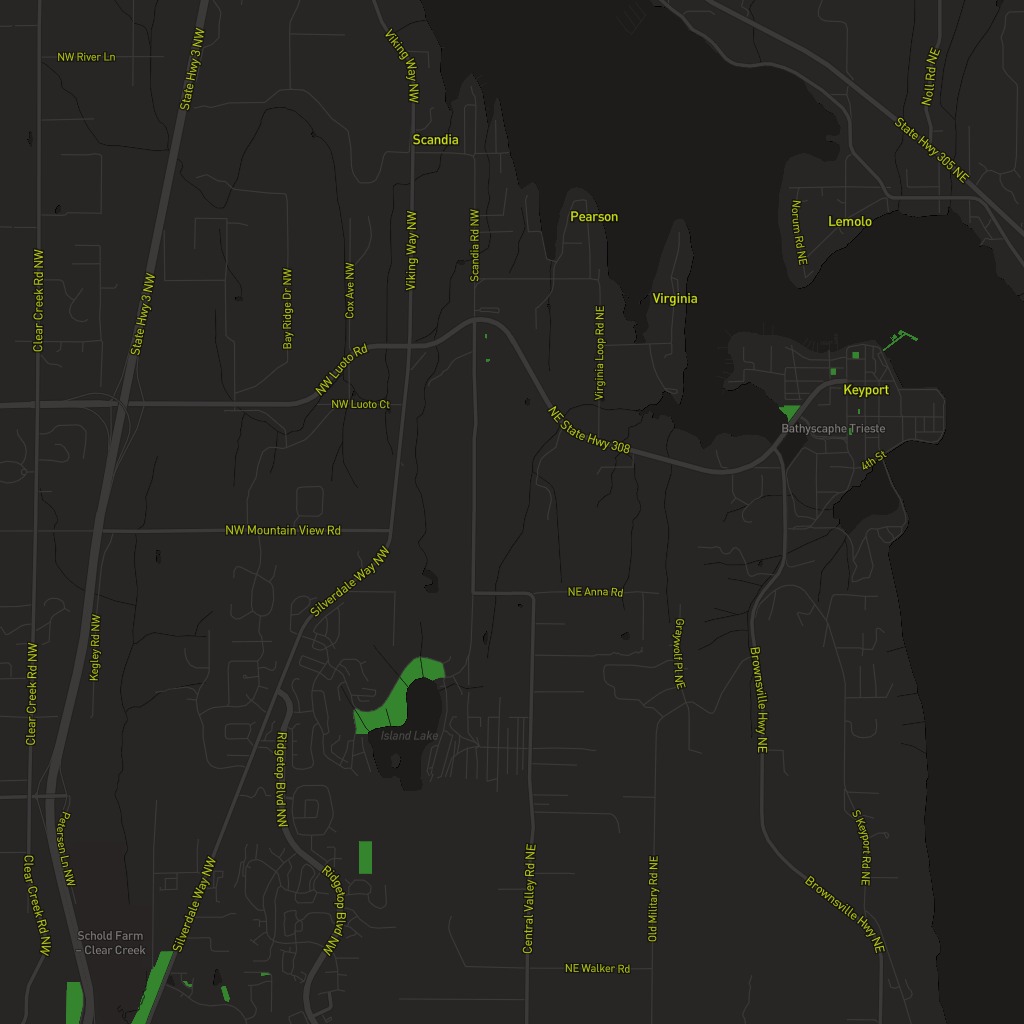 NW River Ln
State Hwy 3 NW
Viking Way NW
Noll Rd NE
State Hwy 305 NE
Scandia
Pearson
Lemolo
Norum Rd NE
Scandia Rd NW
Viking Way NW
Clear Creek Rd NW
State Hwy 3 NW
Bay Ridge Dr NW
Cox Ave NW
Virginia
Virginia Loop Rd NE
NW Luoto Rd
NW Luoto Ct
Keyport
Bathyscaphe Trieste
NE State Hwy 308
4th St
NW Mountain View Rd
Silverdale Way NW
NE Anna Rd
Kegley Rd NW
Clear Creek Rd NW
Graywolf Pl NE
Brownsville Hwy NE
Island Lake
Ridgetop Blvd NW
Petersen Ln NW
S Keyport Rd NE
Clear Creek Rd NW
Silverdale Way NW
Ridgetop Blvd NW
Central Valley Rd NE
Old Military Rd NE
Brownsville Hwy NE
Schold Farm
- Clear Creek
NE Walker Rd